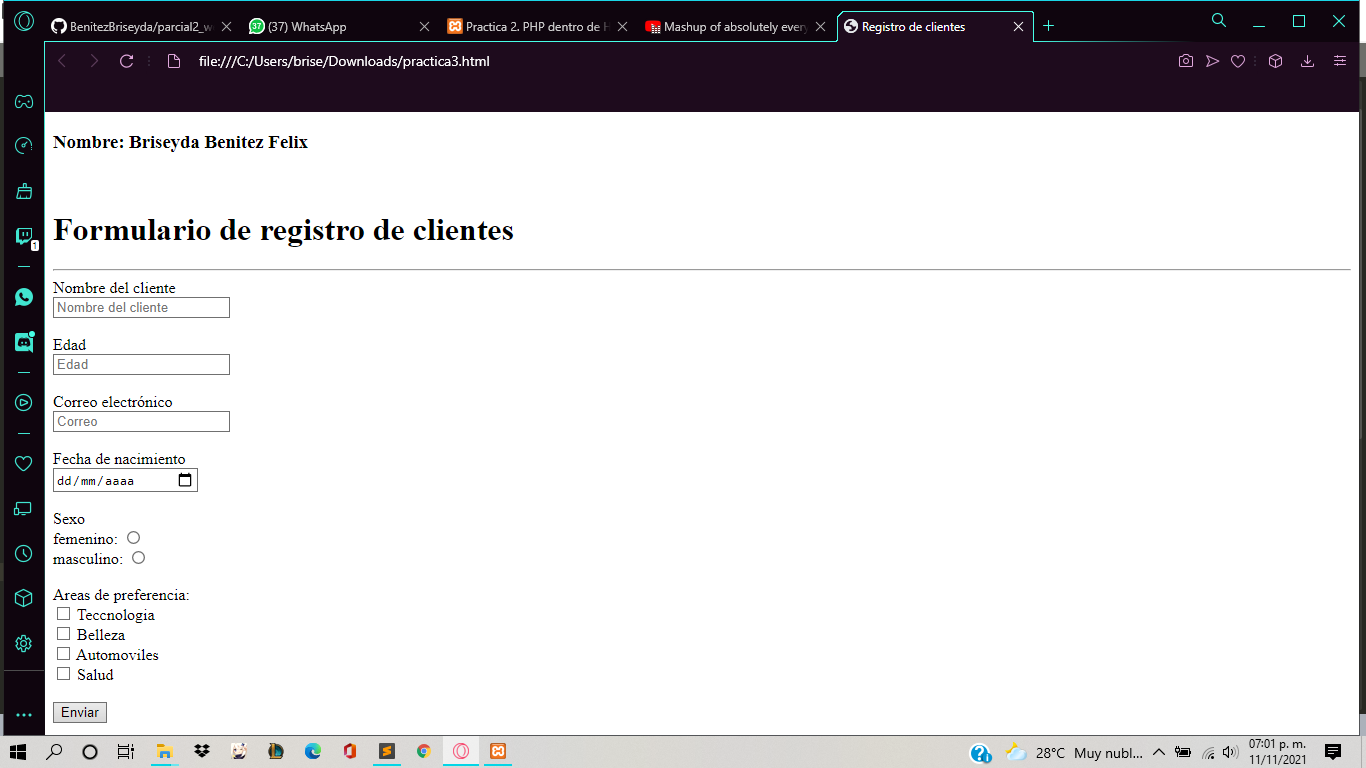 BenitezBriseyda/parcial2_w
(37) WhatsApp
Practica 2. PHP dentro de H
Mashup of absolutely every
Registro de clientes
file:///C:/Users/brise/Downloads/practica3.html
Nombre: Briseyda Benitez Felix
Formulario de registro de clientes
Nombre del cliente
Nombre del cliente
Edad
Edad
Correo electrónico
Correo
Fecha de nacimiento
dd/mm/aaaa
Sexo
femenino:
masculino:
Areas de preferencia:
Teccnologia
Belleza
Automoviles
Salud
Enviar
1
37
28°C Muy nubl...
07:01 p. m.
11/11/2021